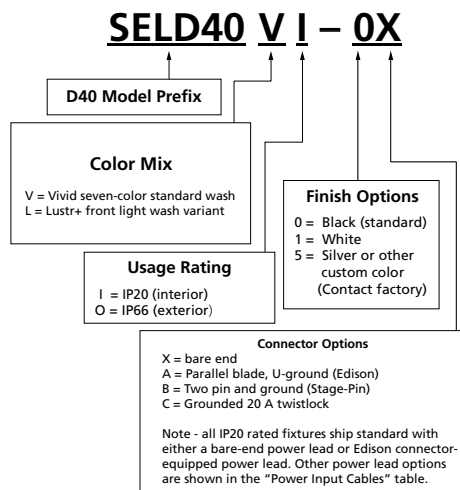 SELD40 V I – 0X
D40 Model Prefix
Color Mix
V = Vivid seven-color standard wash
L = Lustr+ front light wash variant
Finish Options
0 = Black (standard)
1 = White
5 = Silver or other
custom color
(Contact factory)
Usage Rating
I = IP20 (interior)
O = IP66 (exterior)
Connector Options
X = bare end
A = Parallel blade, U-ground (Edison)
B = Two pin and ground (Stage-Pin)
C = Grounded 20 A twistlock
Note - all IP20 rated fixtures ship standard with
either a bare-end power lead or Edison connector-
equipped power lead. Other power lead options
are shown in the “Power Input Cables” table.